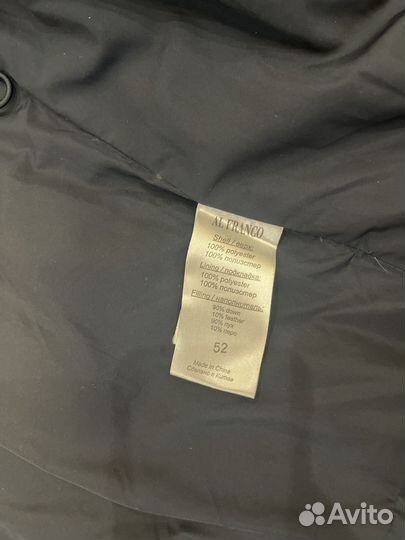 AL FRANCO
Shell / верх:
100% polyester
100% полиэстер
Lining / подкладка:
100% polyester
100% полиэстер
Filling / наполнитель:
90% down
10% feather
90% пух
10% перо
52
Made in China
Сделано в Китае
Avito